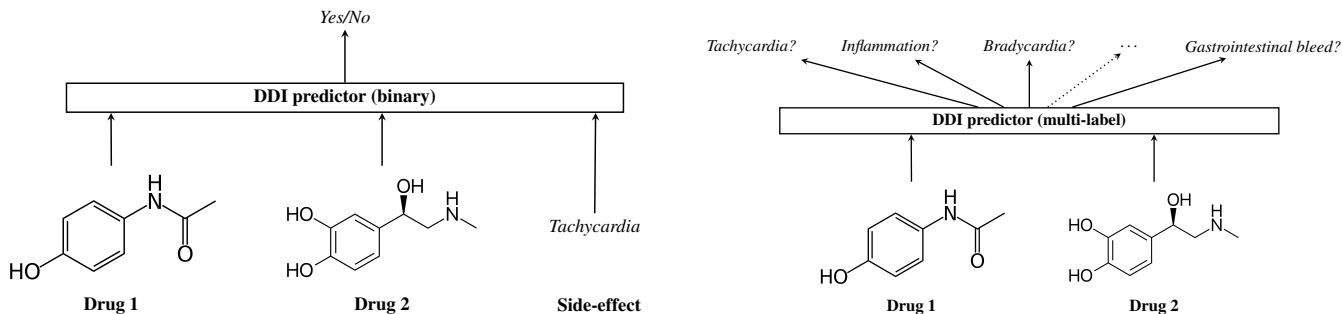 Yes/No
DDI predictor (binary)
H
N
O
HO
OH
HO
HO
H
N
Tachycardia
Drug 1
Drug 2
Side-effect
Tachycardia?
Inflammation?
Bradycardia?
...
Gastrointestinal bleed?
DDI predictor (multi-label)
H
N
O
HO
OH
HO
HO
H
N
Drug 1
Drug 2